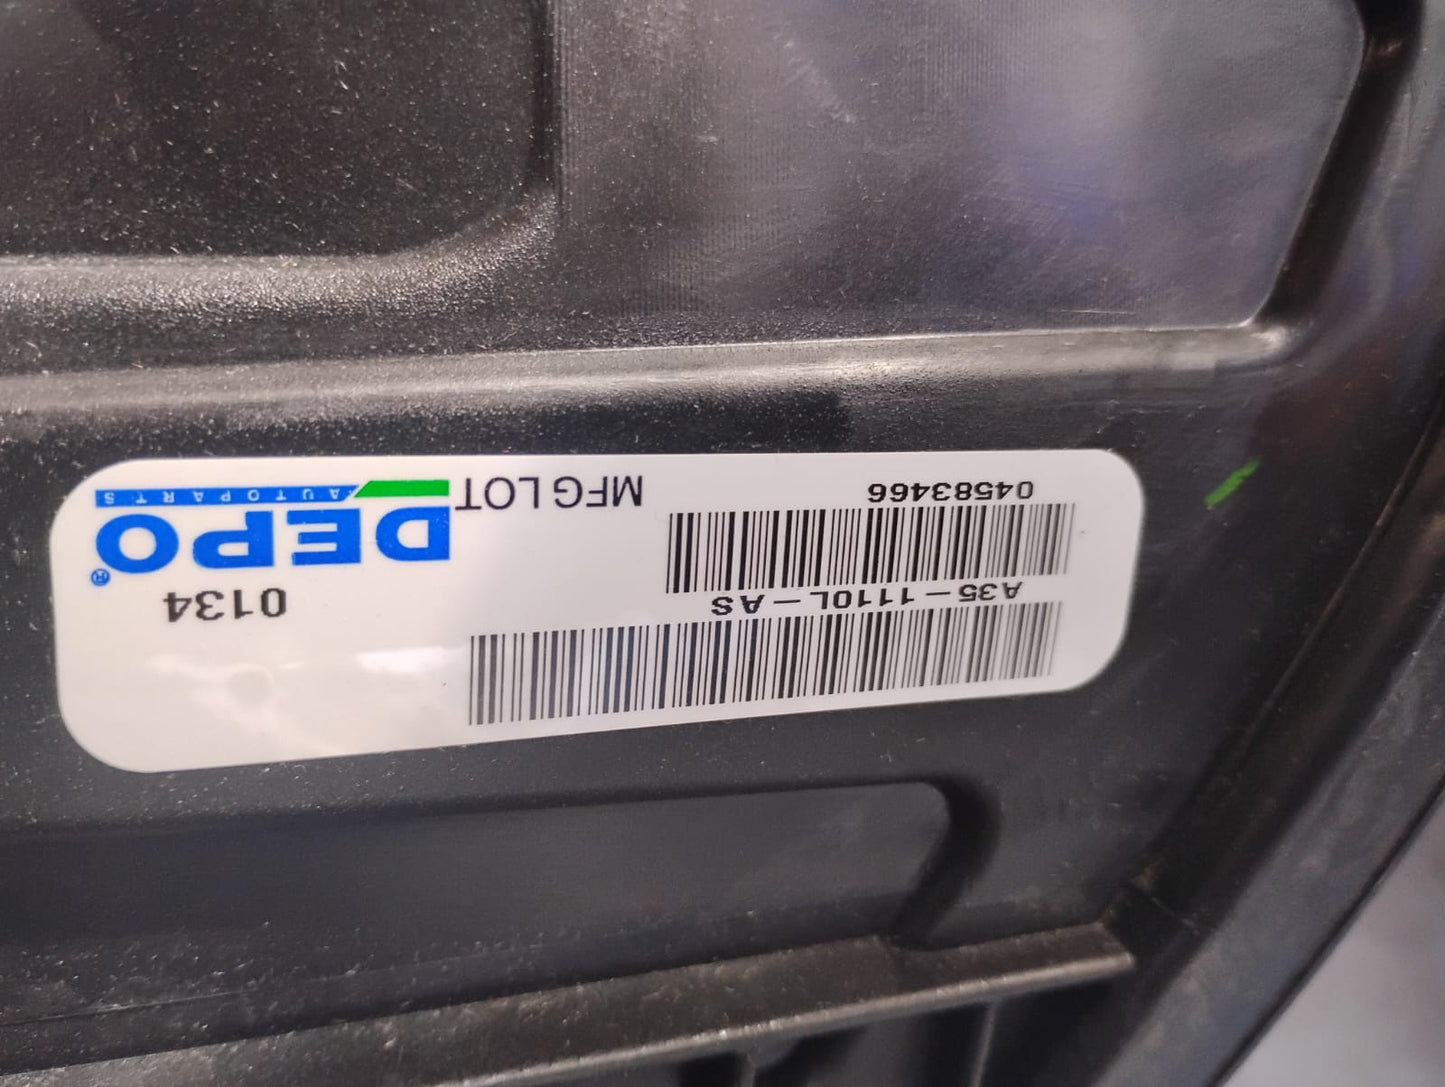 A35-1110L-AS
04583466
MFG LOT
0134
DEPO®
AUTOPARTS